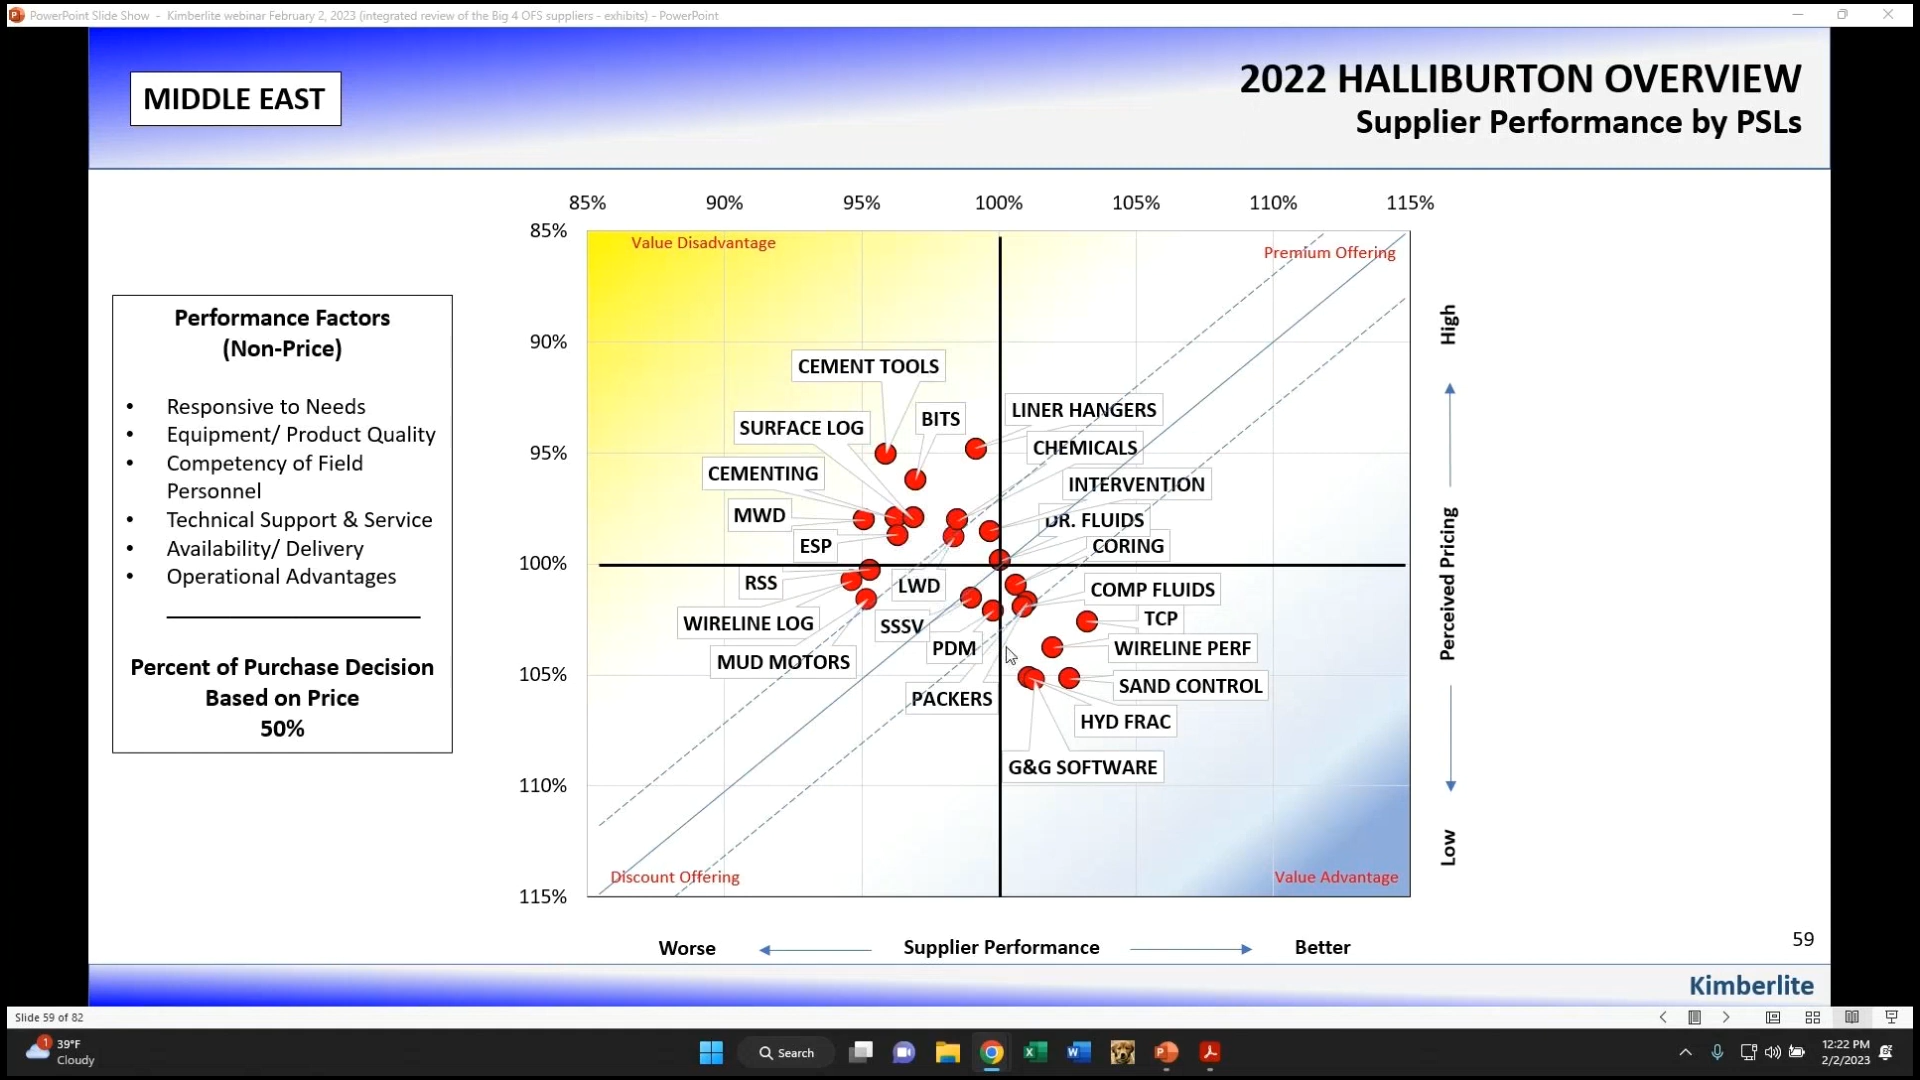 PowerPoint Slide Show - Kimberlite webinar February 2, 2023 (integrated review of the Big 4 OFS suppliers - exhibits) - PowerPoint
MIDDLE EAST
2022 HALLIBURTON OVERVIEW
Supplier Performance by PSLs
85% 90% 95% 100% 105% 110% 115%
85%
90%
95%
100%
105%
110%
115%
Value Disadvantage
Premium Offering
Discount Offering
Value Advantage
Performance Factors
(Non-Price)
• Responsive to Needs
• Equipment/ Product Quality
• Competency of Field
Personnel
• Technical Support & Service
• Availability/ Delivery
• Operational Advantages
Percent of Purchase Decision
Based on Price
50%
CEMENT TOOLS
BITS
LINER HANGERS
SURFACE LOG
CHEMICALS
CEMENTING
INTERVENTION
MWD
DR. FLUIDS
ESP
CORING
RSS
LWD
COMP FLUIDS
WIRELINE LOG
SSSV
TCP
MUD MOTORS
PDM
WIRELINE PERF
PACKERS
SAND CONTROL
HYD FRAC
G&G SOFTWARE
High
Perceived Pricing
Low
Worse
Supplier Performance
Better
59
Kimberlite
Slide 59 of 82
1
39°F
Cloudy
Search
12:22 PM
2/2/2023